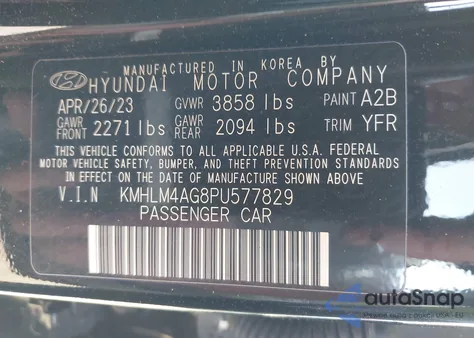 MANUFACTURED IN KOREA BY
HYUNDAI MOTOR COMPANY
APR/26/23 GVWR 3858 lbs PAINT A2B
GAWR FRONT 2271 lbs GAWR REAR 2094 lbs TRIM YFR
THIS VEHICLE CONFORMS TO ALL APPLICABLE U.S.A. FEDERAL
MOTOR VEHICLE SAFETY, BUMPER, AND THEFT PREVENTION STANDARDS
IN EFFECT ON THE DATE OF MANUFACTURE SHOWN ABOVE.
V.I.N KMHLM4AG8PU577829
PASSENGER CAR
autoSnap